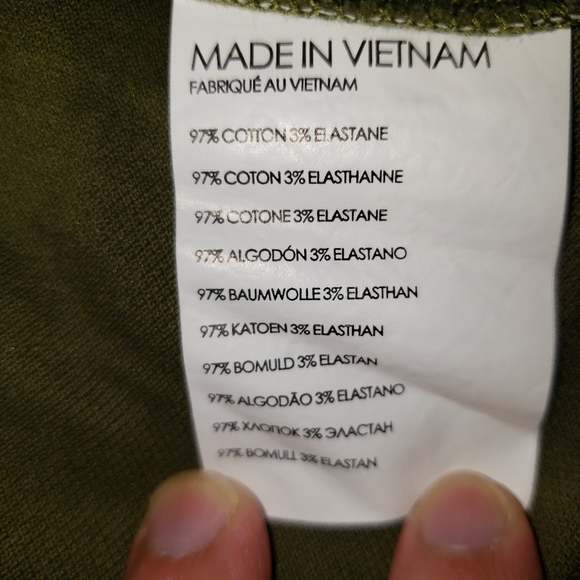 MADE IN VIETNAM
FABRIQUÉ AU VIETNAM
97% COTTON 3% ELASTANE
97% COTON 3% ELASTHANNE
97% COTONE 3% ELASTANE
97% ALGODÓN 3% ELASTANO
97% BAUMWOLLE 3% ELASTHAN
97% KATOEN 3% ELASTHAN
97% BOMULD 3% ELASTAN
97% ALGODÃO 3% ELASTANO
97% ХЛОПОК 3% ЭЛАСТАН
97% BOMULL 3% ELASTAN